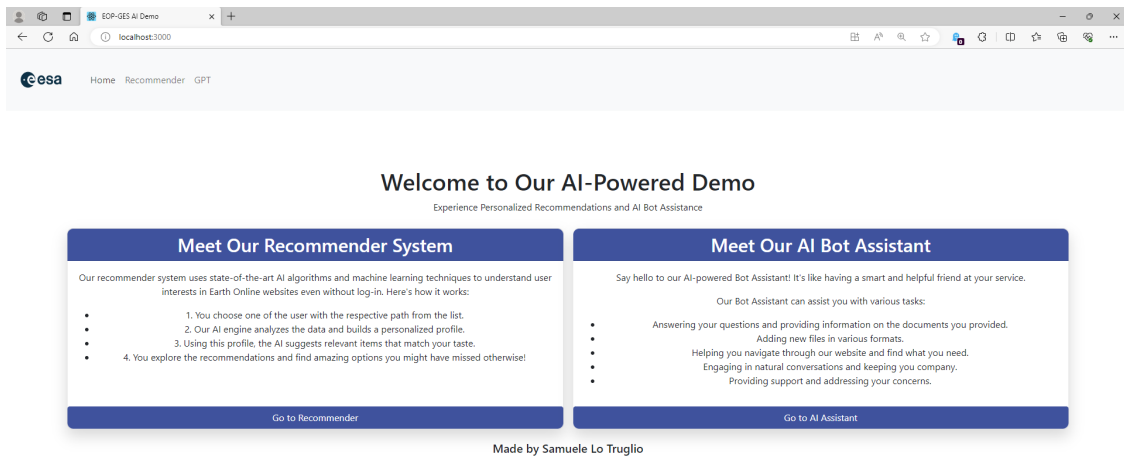 EOP-GES AI Demo
localhost:3000
esa
Home Recommender GPT
Welcome to Our AI-Powered Demo
Experience Personalized Recommendations and AI Bot Assistance
Meet Our Recommender System
Our recommender system uses state-of-the-art AI algorithms and machine learning techniques to understand user
interests in Earth Online websites even without log-in. Here's how it works:
1. You choose one of the user with the respective path from the list.
2. Our AI engine analyzes the data and builds a personalized profile.
3. Using this profile, the AI suggests relevant items that match your taste.
4. You explore the recommendations and find amazing options you might have missed otherwise!
Go to Recommender
Meet Our AI Bot Assistant
Say hello to our AI-powered Bot Assistant! It's like having a smart and helpful friend at your service.
Our Bot Assistant can assist you with various tasks:
Answering your questions and providing information on the documents you provided.
Adding new files in various formats.
Helping you navigate through our website and find what you need.
Engaging in natural conversations and keeping you company.
Providing support and addressing your concerns.
Go to AI Assistant
Made by Samuele Lo Truglio